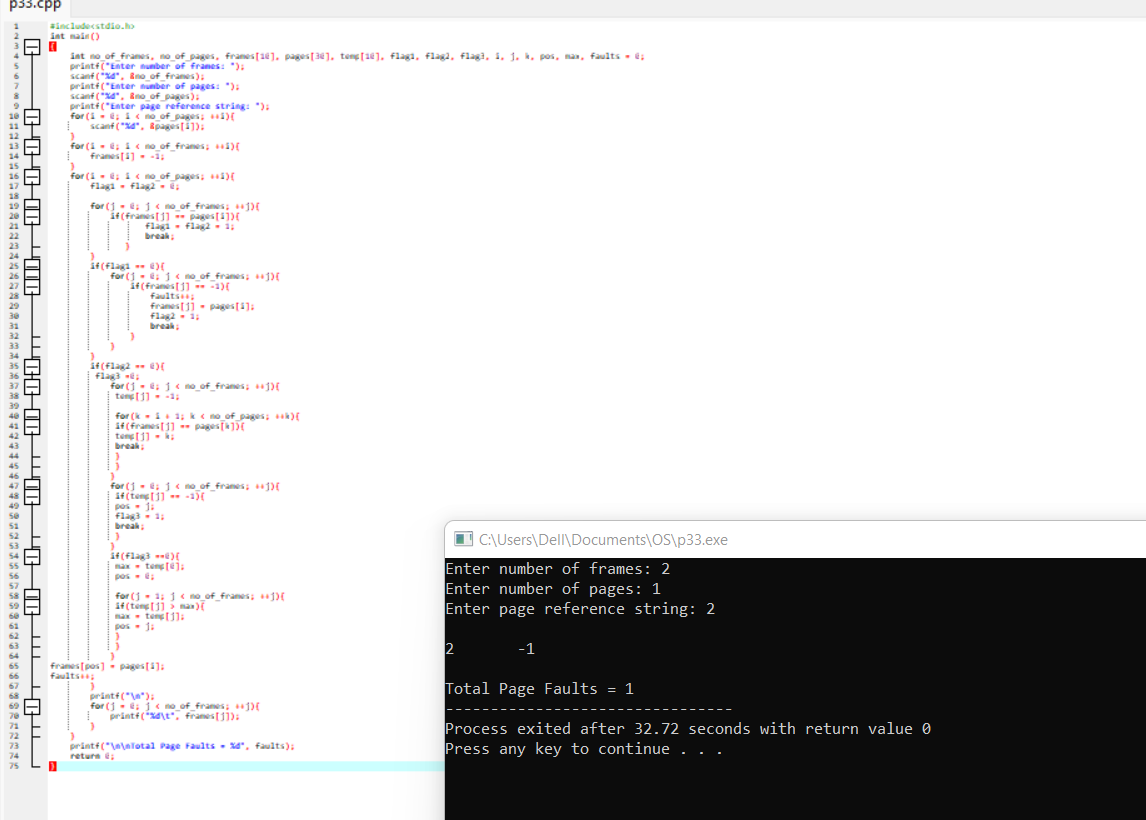 p33.cpp
1 #include<stdio.h>
2 int main()
3 {
4 int no_of_frames, no_of_pages, frames[10], pages[30], temp[10], flag1, flag2, flag3, i, j, k, pos, max, faults = 0;
5 printf("Enter number of frames: ");
6 scanf("%d", &no_of_frames);
7 printf("Enter number of pages: ");
8 scanf("%d", &no_of_pages);
9 printf("Enter page reference string: ");
10 for(i = 0; i < no_of_pages; ++i){
11 scanf("%d", &pages[i]);
12 }
13 for(i = 0; i < no_of_frames; ++i){
14 frames[i] = -1;
15 }
16 for(i = 0; i < no_of_pages; ++i){
17 flag1 = flag2 = 0;
18
19 for(j = 0; j < no_of_frames; ++j){
20 if(frames[j] == pages[i]){
21 flag1 = flag2 = 1;
22 break;
23 }
24 }
25 if(flag1 == 0){
26 for(j = 0; j < no_of_frames; ++j){
27 if(frames[j] == -1){
28 faults++;
29 frames[j] = pages[i];
30 flag2 = 1;
31 break;
32 }
33 }
34 }
35 if(flag2 == 0){
36 flag3 =0;
37 for(j = 0; j < no_of_frames; ++j){
38 temp[j] = -1;
39
40 for(k = i + 1; k < no_of_pages; ++k){
41 if(frames[j] == pages[k]){
42 temp[j] = k;
43 break;
44 }
45 }
46 }
47 for(j = 0; j < no_of_frames; ++j){
48 if(temp[j] == -1){
49 pos = j;
50 flag3 = 1;
51 break;
52 }
53 }
54 if(flag3 ==0){
55 max = temp[0];
56 pos = 0;
57
58 for(j = 1; j < no_of_frames; ++j){
59 if(temp[j] > max){
60 max = temp[j];
61 pos = j;
62 }
63 }
64 }
65 frames[pos] = pages[i];
66 faults++;
67 }
68 printf("\n");
69 for(j = 0; j < no_of_frames; ++j){
70 printf("%d\t", frames[j]);
71 }
72 }
73 printf("\n\nTotal Page Faults = %d", faults);
74 return 0;
75 }
C:\Users\Dell\Documents\OS\p33.exe
Enter number of frames: 2
Enter number of pages: 1
Enter page reference string: 2
2 -1
Total Page Faults = 1
--------------------------------
Process exited after 32.72 seconds with return value 0
Press any key to continue . . .